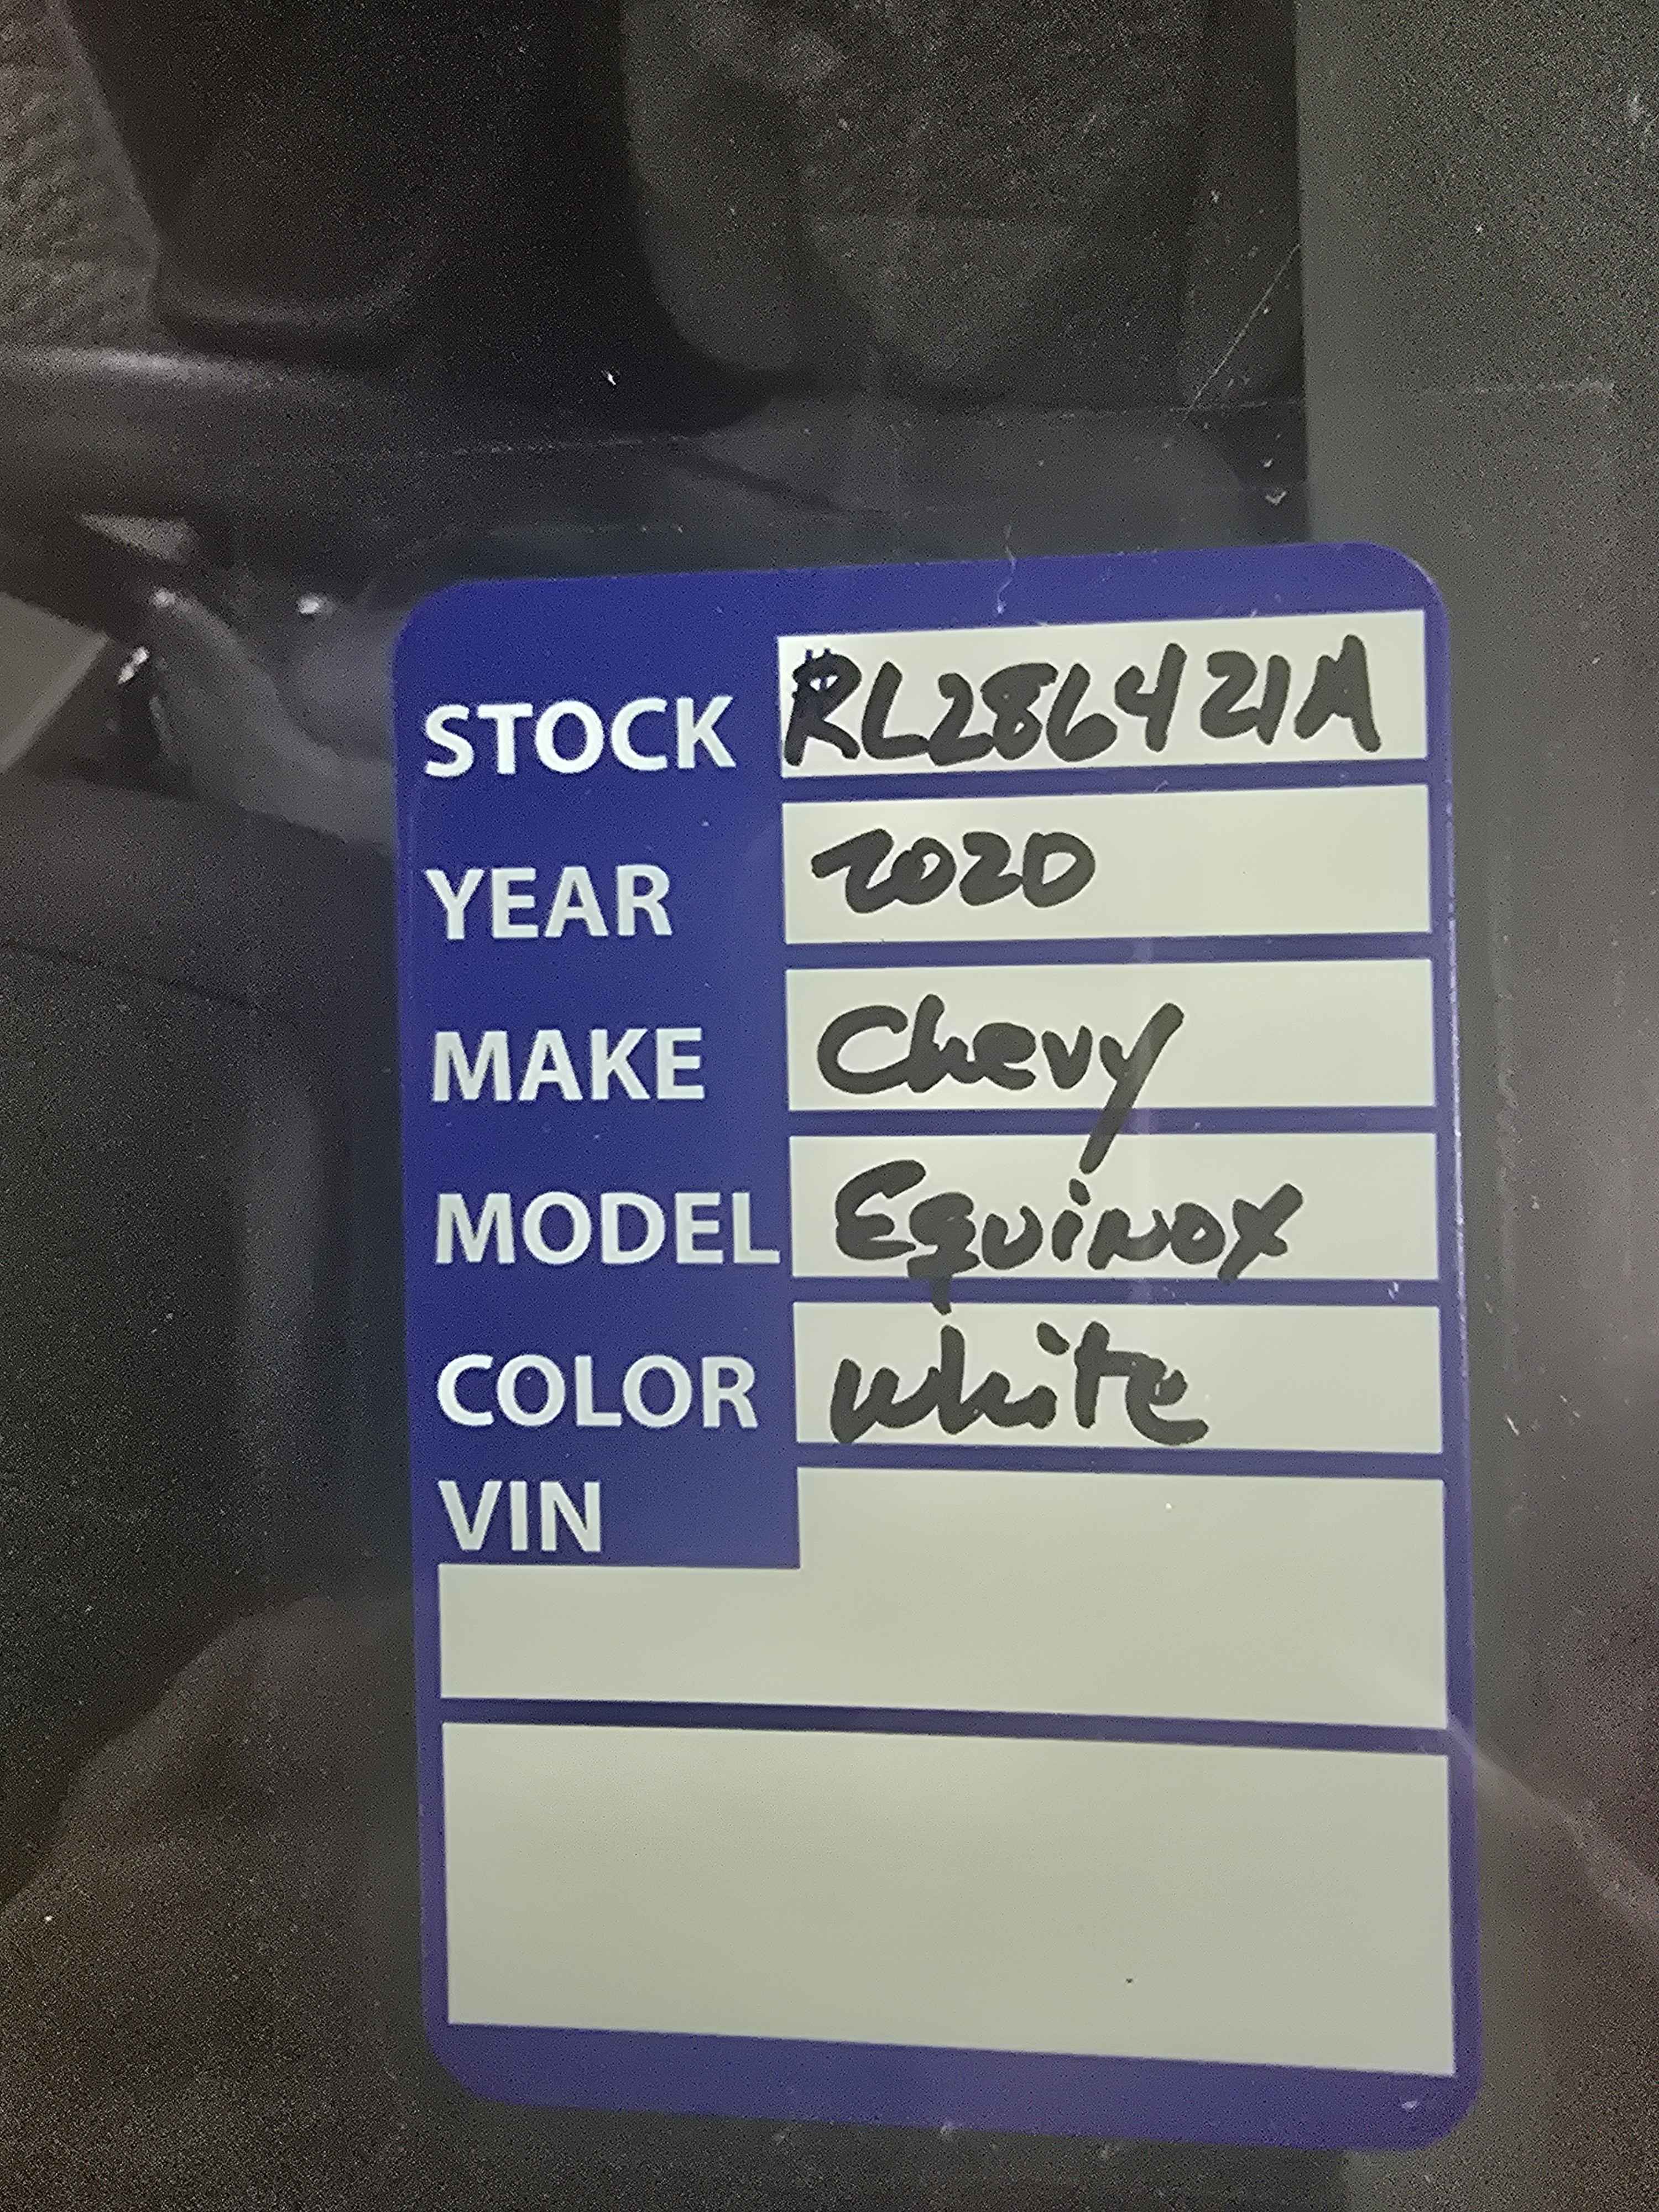 STOCK #RL286421A
YEAR 2020
MAKE Chevy
MODEL Equinox
COLOR white
VIN